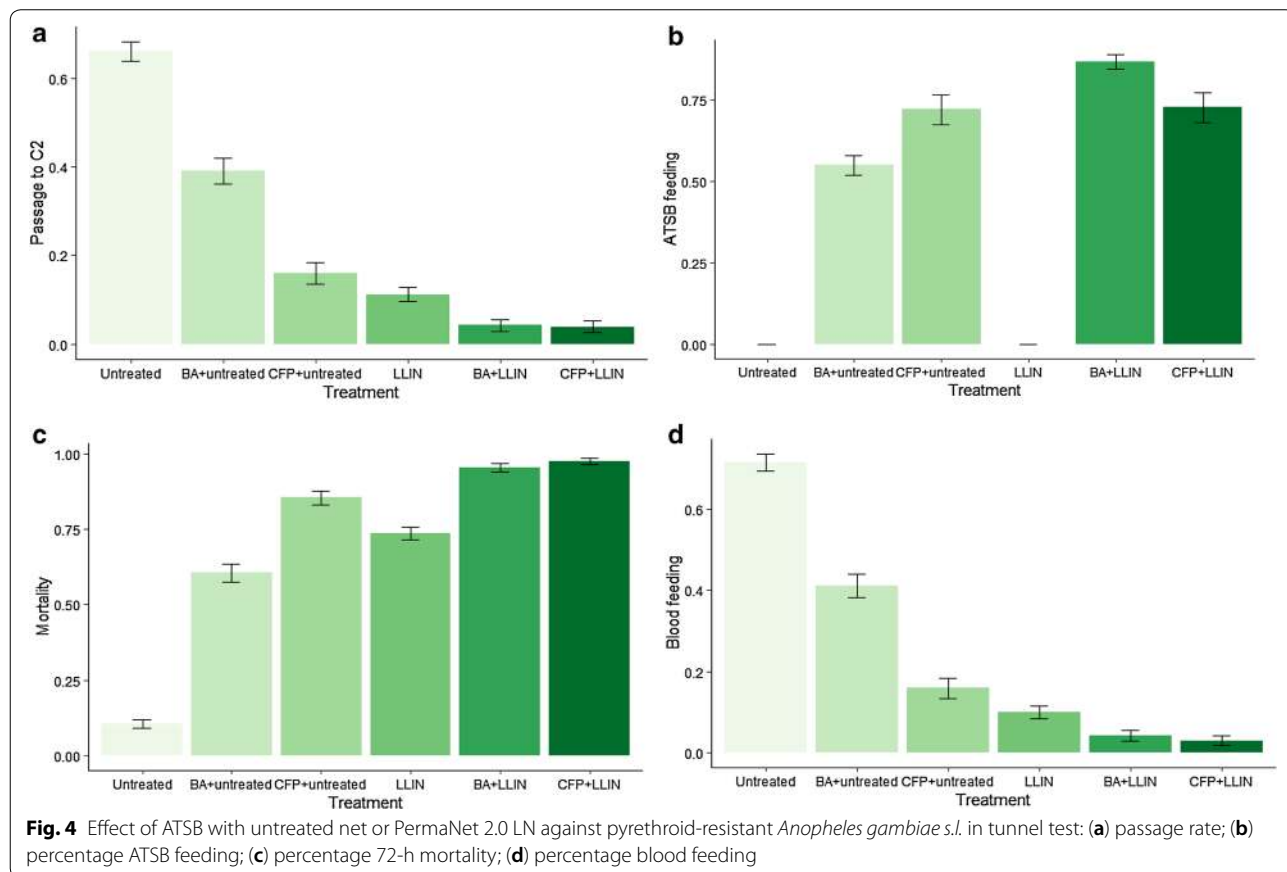 a
Passage to C2
0.6
0.4
0.2
0.0
Untreated BA+untreated CFP+untreated LLIN BA+LLIN CFP+LLIN
Treatment
b
ATSB feeding
0.75
0.50
0.25
0.00
Untreated BA+untreated CFP+untreated LLIN BA+LLIN CFP+LLIN
Treatment
c
Mortality
1.00
0.75
0.50
0.25
0.00
Untreated BA+untreated CFP+untreated LLIN BA+LLIN CFP+LLIN
Treatment
d
Blood feeding
0.6
0.4
0.2
0.0
Untreated BA+untreated CFP+untreated LLIN BA+LLIN CFP+LLIN
Treatment
Fig. 4 Effect of ATSB with untreated net or PermaNet 2.0 LN against pyrethroid-resistant Anopheles gambiae s.l. in tunnel test: (a) passage rate; (b)
percentage ATSB feeding; (c) percentage 72-h mortality; (d) percentage blood feeding